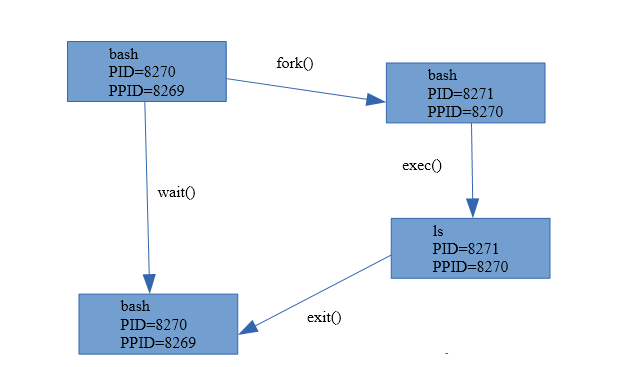 bash
PID=8270
PPID=8269
fork()
bash
PID=8271
PPID=8270
exec()
wait()
ls
PID=8271
PPID=8270
bash
PID=8270
PPID=8269
exit()